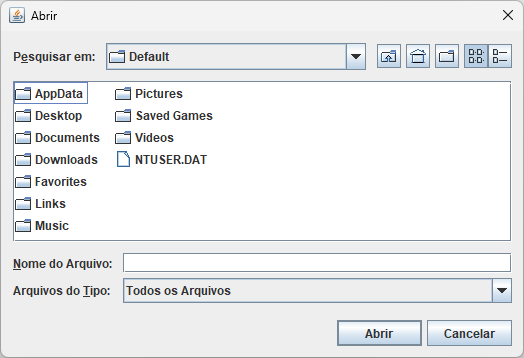 Abrir
Pesquisar em: Default
AppData
Desktop
Documents
Downloads
Favorites
Links
Music
Pictures
Saved Games
Videos
NTUSER.DAT
Nome do Arquivo:
Arquivos do Tipo: Todos os Arquivos
Abrir Cancelar